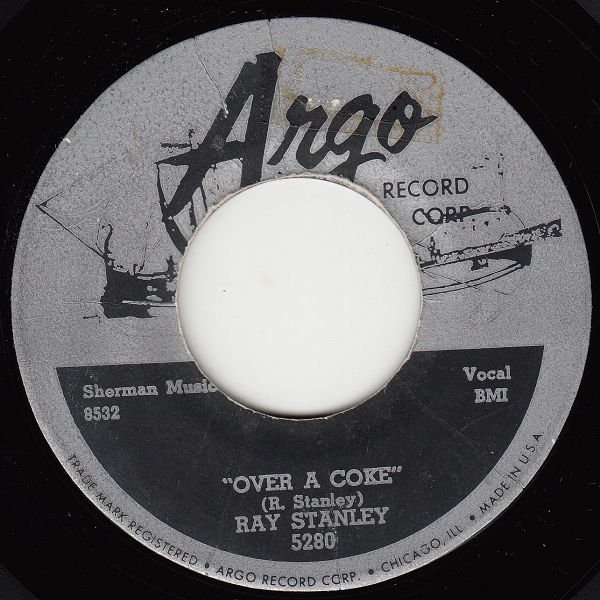 Argo
RECORD
CORP.
Sherman Music
8532
Vocal
BMI
"OVER A COKE"
(R. Stanley)
RAY STANLEY
5280
TRADE MARK REGISTERED • ARGO RECORD CORP. • CHICAGO, ILL. • MADE IN U.S.A.